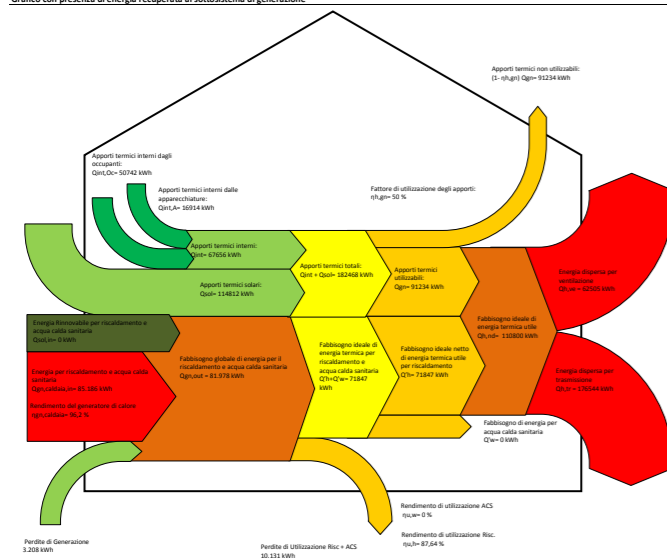 Grafico con presenza di energia recuperata al sottosistema di generazione
Apporti termici non utilizzabili:
(1- ηh,gn) Qgn= 91234 kWh
Apporti termici interni dagli
occupanti:
Qint,Oc= 50742 kWh
Apporti termici interni dalle
apparecchiature:
Qint,A= 16914 kWh
Fattore di utilizzazione degli apporti:
ηh,gn= 50 %
Apporti termici interni:
Qint= 67656 kWh
Apporti termici totali:
Qint + Qsol= 182468 kWh
Apporti termici
utilizzabili:
Qgn= 91234 kWh
Energia dispersa per
ventilazione
Apporti termici solari:
Qsol= 114812 kWh
Fabbisogno ideale di
energia termica utile
Qh,nd= 110800 kWh
Energia Rinnovabile per riscaldamento e
acqua calda sanitaria
Qsol,in= 0 kWh
Fabbisogno globale di energia per il
riscaldamento e acqua calda sanitaria
Qgn,out = 81.978 kWh
Fabbisogno ideale di
energia termica per
riscaldamento e
acqua calda sanitaria
Q'h+Q'w= 71847
kWh
Fabbisogno ideale netto
di energia termica utile
per riscaldamento
Q'h= 71847 kWh
Energia per riscaldamento e acqua calda
sanitaria
Qgn,caldaia,in= 85.186 kWh
Rendimento del generatore di calore
ηgn,caldaia= 96,2 %
Energia dispersa per
trasmissione
Fabbisogno di energia per
acqua calda sanitaria
Q'w= 0 kWh
Rendimento di utilizzazione ACS
ηu,w= 0 %
Rendimento di utilizzazione Risc.
ηu,h= 87,64 %
Perdite di Generazione
3.208 kWh
Perdite di Utilizzazione Risc + ACS
10.131 kWh